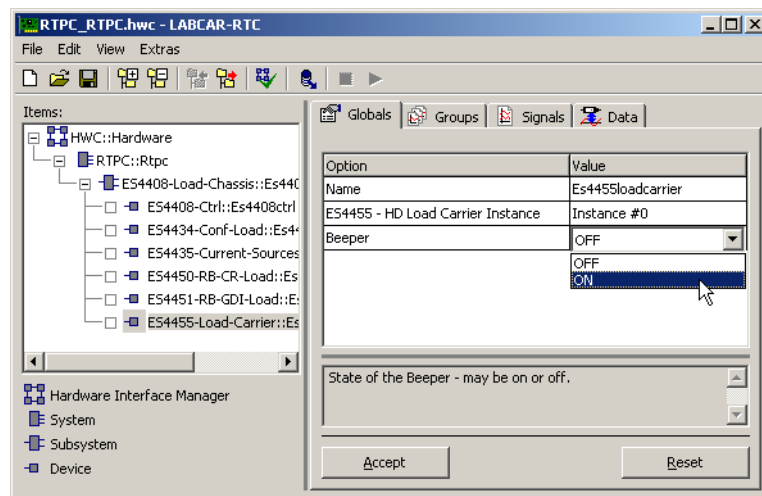 RTPC_RTPC.hwc - LABCAR-RTC
File Edit View Extras
Items:
HWC::Hardware
RTPC::Rtpc
ES4408-Load-Chassis::Es440
ES4408-Ctrl::Es4408ctrl
ES4434-Conf-Load::Es4
ES4435-Current-Sources
ES4450-RB-CR-Load::Es
ES4451-RB-GDI-Load::E
ES4455-Load-Carrier::Es
Hardware Interface Manager
System
Subsystem
Device
Globals Groups Signals Data
Option Value
Name Es4455loadcarrier
ES4455 - HD Load Carrier Instance Instance #0
Beeper OFF
OFF
ON
State of the Beeper - may be on or off.
Accept Reset